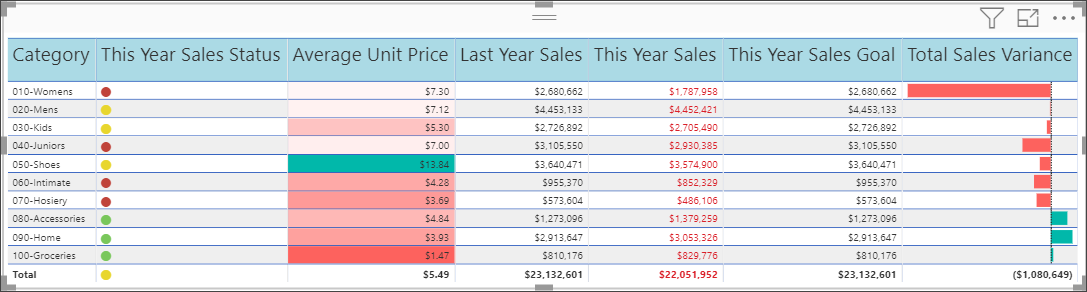 Category This Year Sales Status Average Unit Price Last Year Sales This Year Sales This Year Sales Goal Total Sales Variance
010-Womens $7.30 $2,680,662 $1,787,958 $2,680,662
020-Mens $7.12 $4,453,133 $4,452,421 $4,453,133
030-Kids $5.30 $2,726,892 $2,705,490 $2,726,892
040-Juniors $7.00 $3,105,550 $2,930,385 $3,105,550
050-Shoes $13.84 $3,640,471 $3,574,900 $3,640,471
060-Intimate $4.28 $955,370 $852,329 $955,370
070-Hosiery $3.69 $573,604 $486,106 $573,604
080-Accessories $4.84 $1,273,096 $1,379,259 $1,273,096
090-Home $3.93 $2,913,647 $3,053,326 $2,913,647
100-Groceries $1.47 $810,176 $829,776 $810,176
Total $5.49 $23,132,601 $22,051,952 $23,132,601 ($1,080,649)